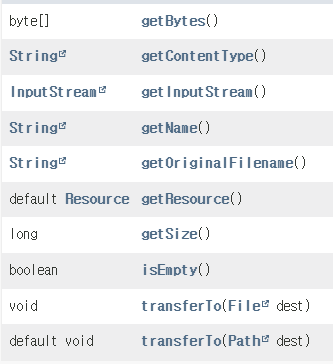 byte[] getBytes()
String getContentType()
InputStream getInputStream()
String getName()
String getOriginalFilename()
default Resource getResource()
long getSize()
boolean isEmpty()
void transferTo(File dest)
default void transferTo(Path dest)